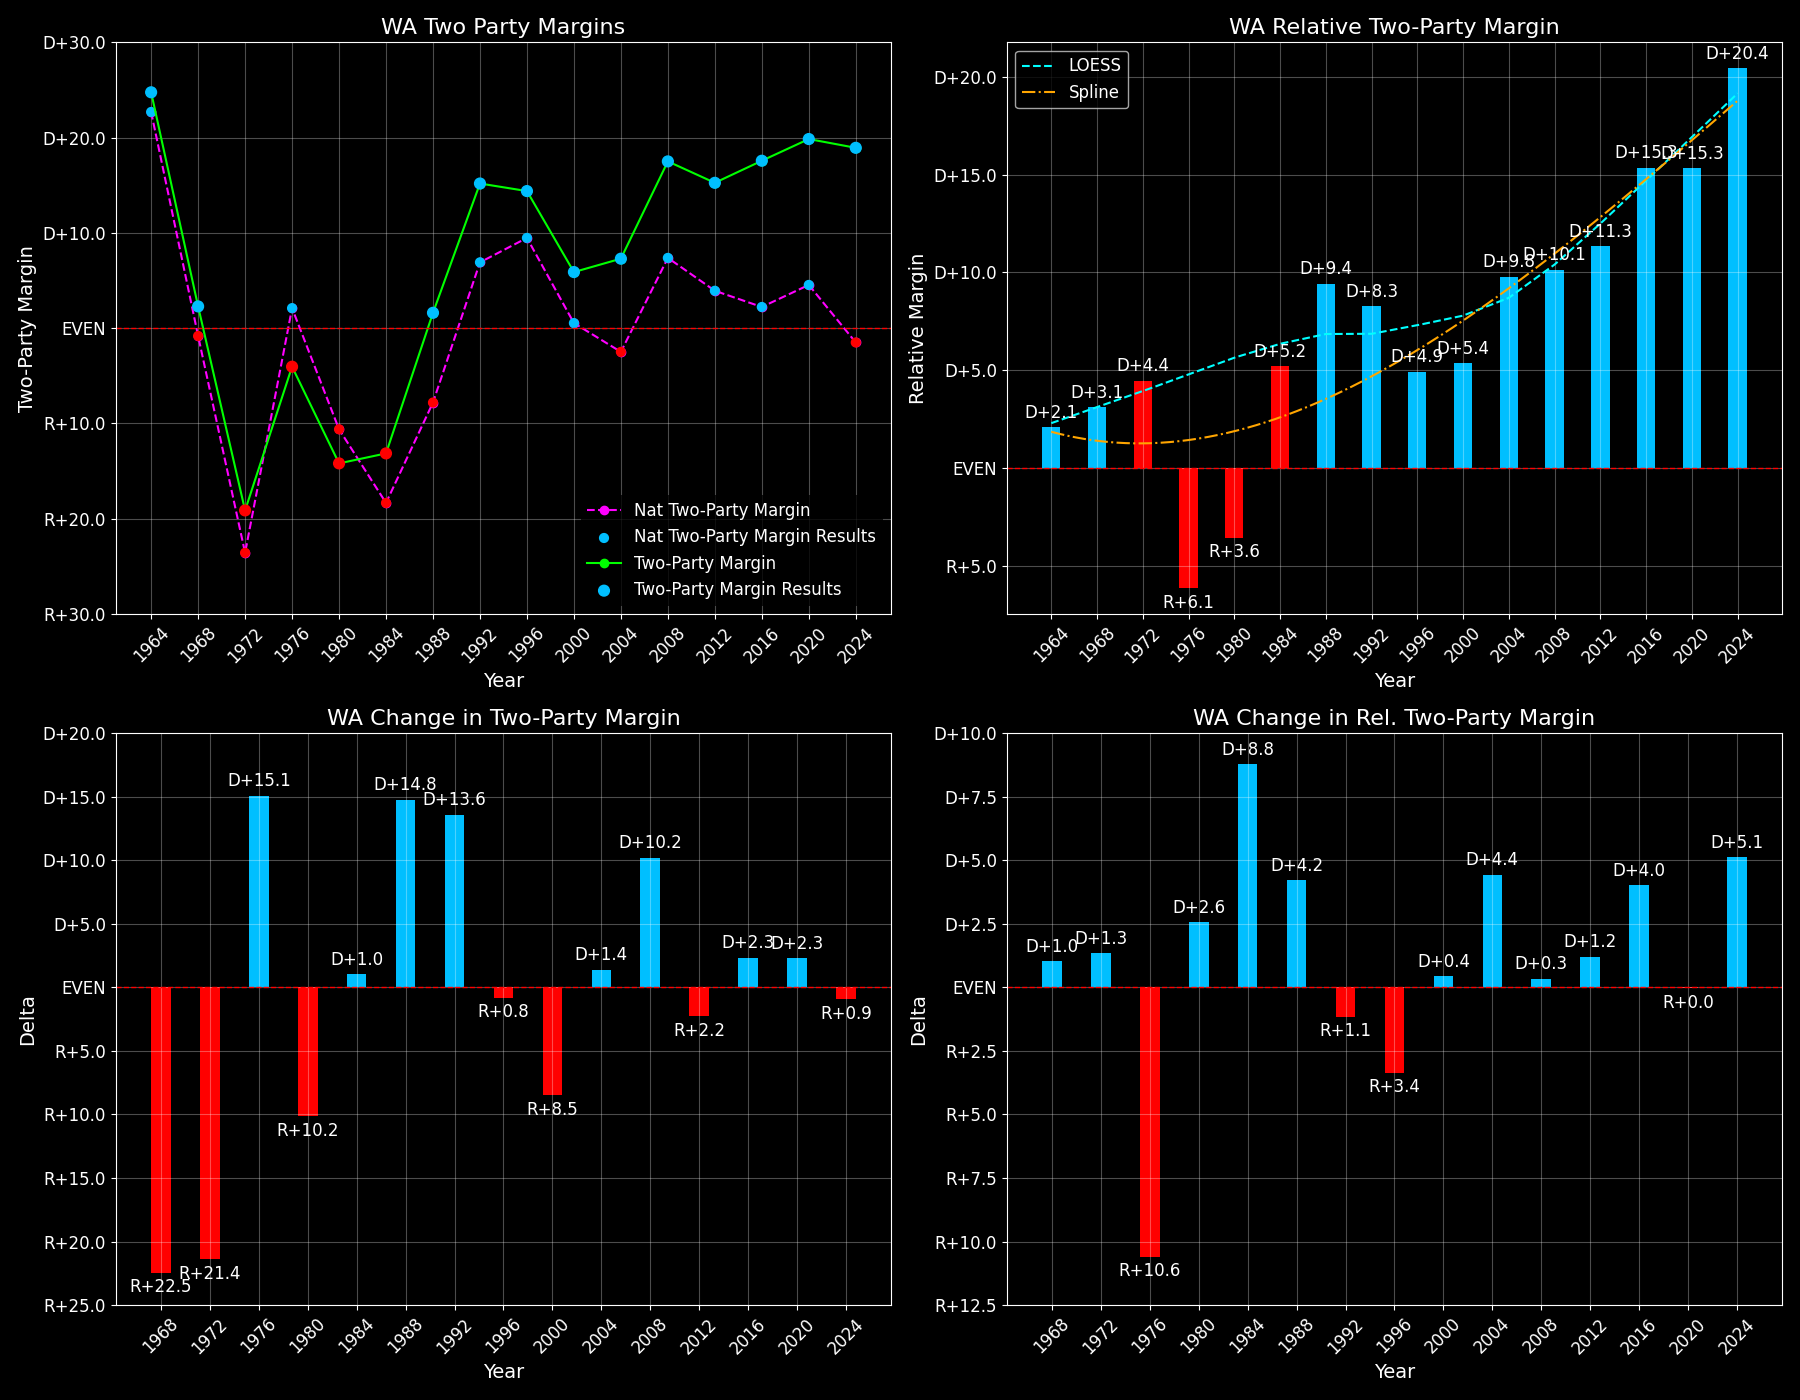 WA Two Party Margins
D+30.0
D+20.0
D+10.0
EVEN
R+10.0
R+20.0
R+30.0
Two-Party Margin
Nat Two-Party Margin
Nat Two-Party Margin Results
Two-Party Margin
Two-Party Margin Results
1964 1968 1972 1976 1980 1984 1988 1992 1996 2000 2004 2008 2012 2016 2020 2024
Year
WA Relative Two-Party Margin
LOESS
Spline
D+20.0
D+15.0
D+10.0
D+5.0
EVEN
R+5.0
Relative Margin
D+2.1 D+3.1 D+4.4 R+6.1 R+3.6 D+5.2 D+9.4 D+8.3 D+4.9 D+5.4 D+9.8 D+10.1 D+11.3 D+15.3 D+15.3 D+20.4
1964 1968 1972 1976 1980 1984 1988 1992 1996 2000 2004 2008 2012 2016 2020 2024
Year
WA Change in Two-Party Margin
D+20.0
D+15.0
D+10.0
D+5.0
EVEN
R+5.0
R+10.0
R+15.0
R+20.0
R+25.0
Delta
R+22.5 R+21.4 D+15.1 R+10.2 D+1.0 D+14.8 D+13.6 R+0.8 R+8.5 D+1.4 D+10.2 R+2.2 D+2.3 D+2.3 R+0.9
1968 1972 1976 1980 1984 1988 1992 1996 2000 2004 2008 2012 2016 2020 2024
Year
WA Change in Rel. Two-Party Margin
D+10.0
D+7.5
D+5.0
D+2.5
EVEN
R+2.5
R+5.0
R+7.5
R+10.0
R+12.5
Delta
D+1.0 D+1.3 R+10.6 D+2.6 D+8.8 D+4.2 R+1.1 R+3.4 D+0.4 D+4.4 D+0.3 D+1.2 D+4.0 R+0.0 D+5.1
1968 1972 1976 1980 1984 1988 1992 1996 2000 2004 2008 2012 2016 2020 2024
Year